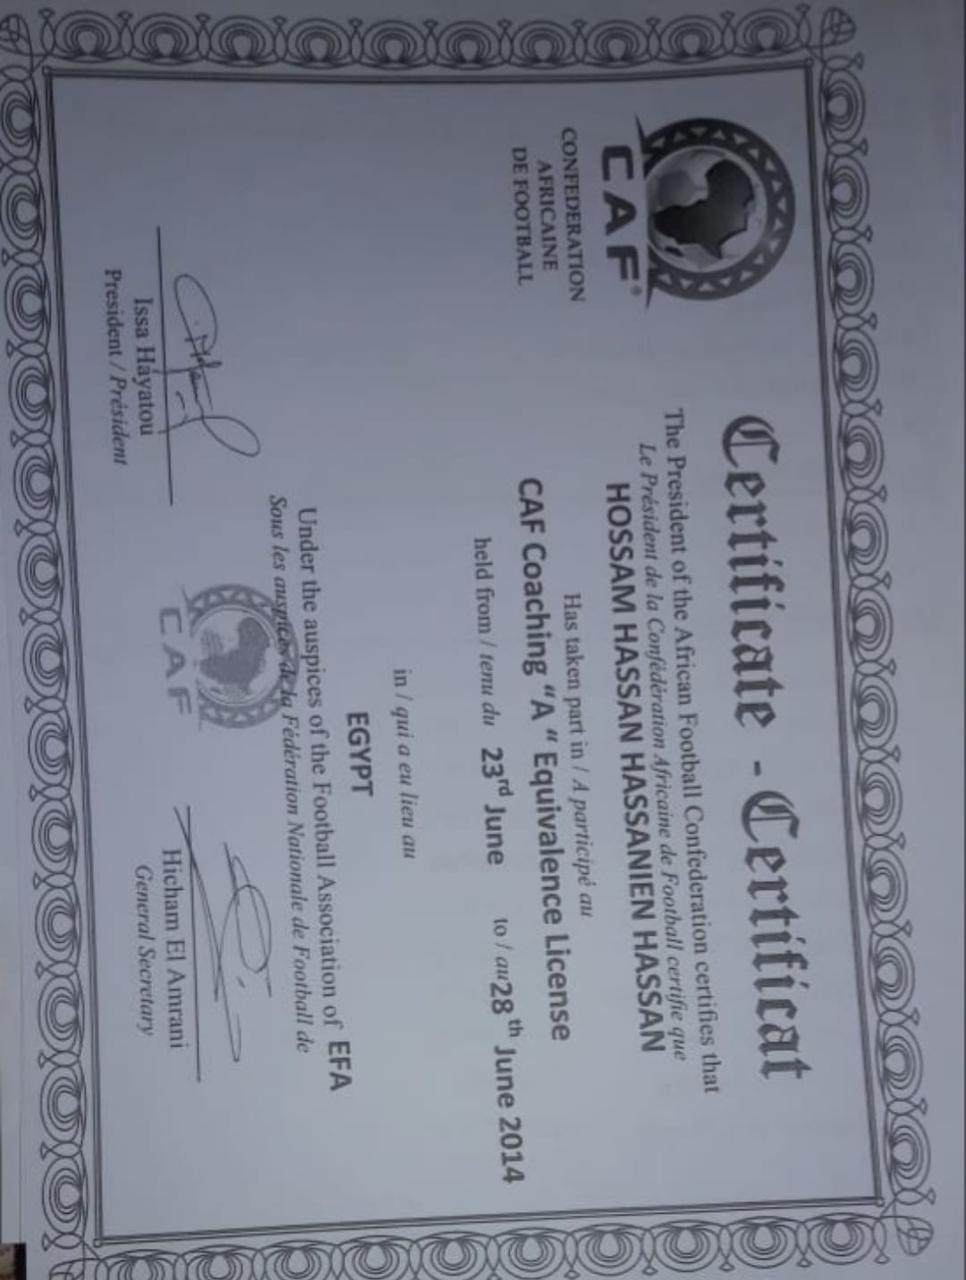 CAF
CONFEDERATION
AFRICAINE
DE FOOTBALL
Certificate - Certificat
The President of the African Football Confederation certifies that
Le Président de la Confédération Africaine de Football certifie que
HOSSAM HASSAN HASSANIEN HASSAN
Has taken part in / A participé au
CAF Coaching "A" Equivalence License
held from / tenu du 23rd June to / au 28th June 2014
in / qui a eu lieu au
EGYPT
Under the auspices of the Football Association of EFA
Sous les auspices de la Fédération Nationale de Football de
CAF
Issa Hayatou
President / Président
Hicham El Amrani
General Secretary